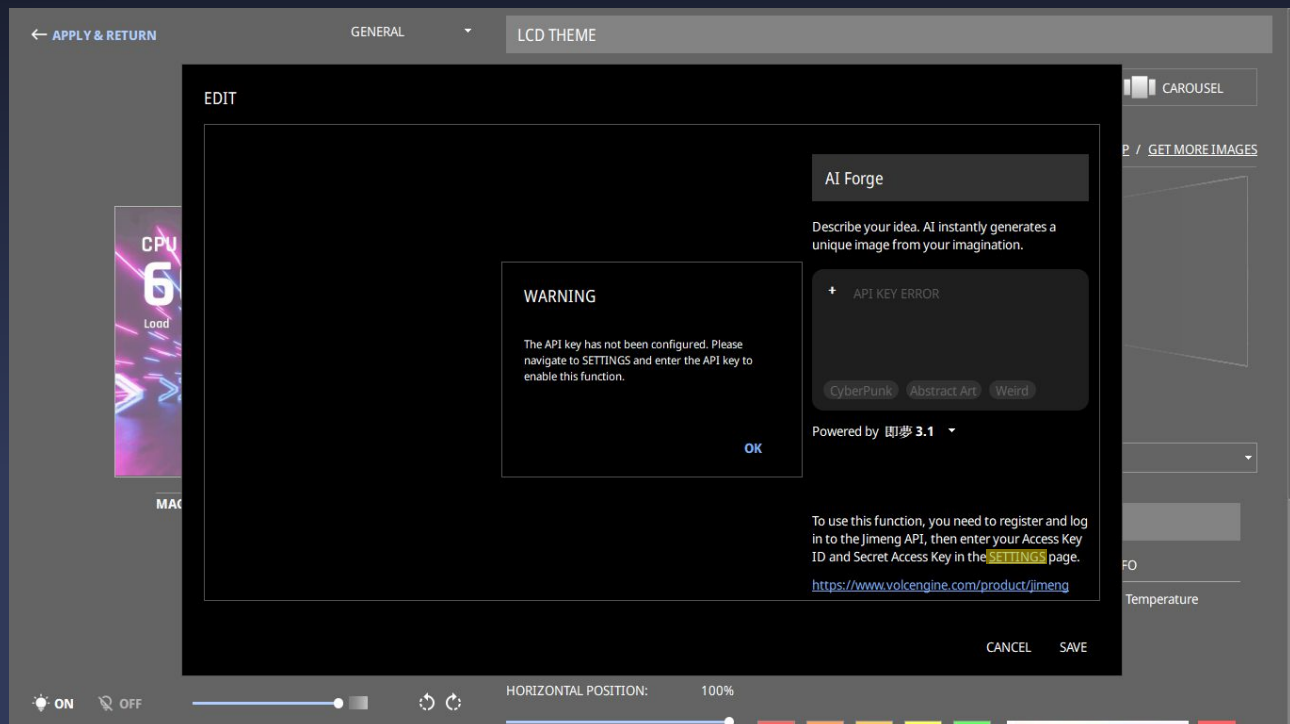 ← APPLY & RETURN
GENERAL
LCD THEME
CAROUSEL
EDIT
P / GET MORE IMAGES
AI Forge
Describe your idea. AI instantly generates a
unique image from your imagination.
CPU
6
Load
WARNING
+ API KEY ERROR
The API key has not been configured. Please
navigate to SETTINGS and enter the API key to
enable this function.
CyberPunk Abstract Art Weird
Powered by 即夢 3.1
OK
MAG
To use this function, you need to register and log
in to the Jimeng API, then enter your Access Key
ID and Secret Access Key in the SETTINGS page.
FO
https://www.volcengine.com/product/jimeng
Temperature
CANCEL SAVE
ON OFF
HORIZONTAL POSITION: 100%